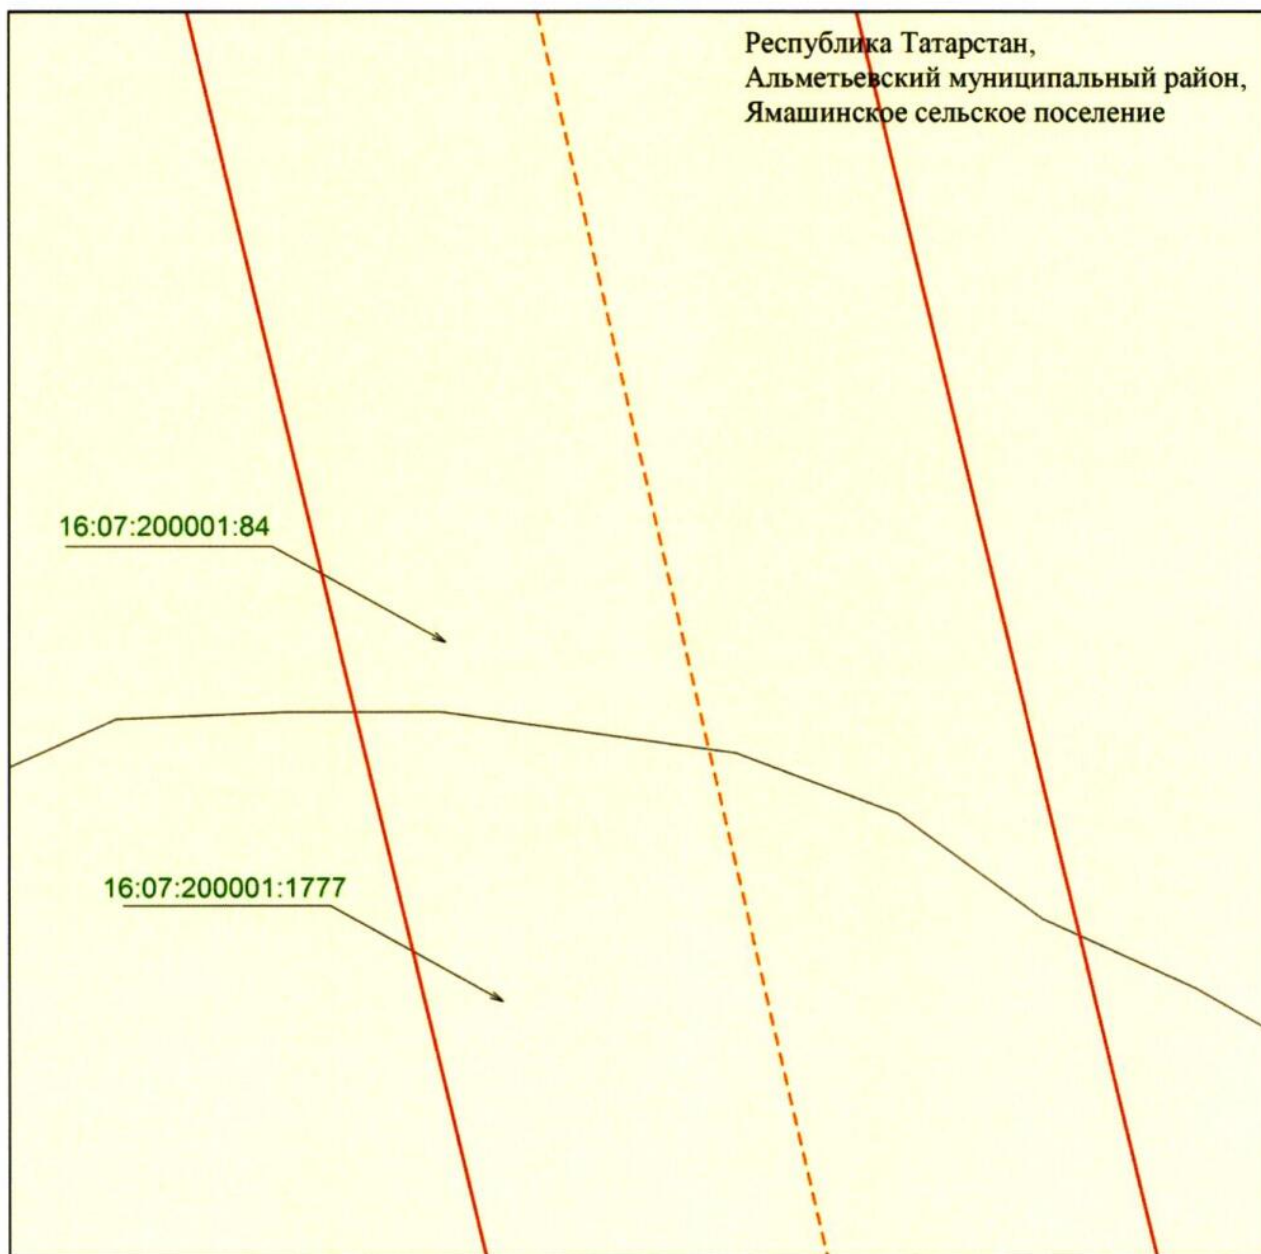 Республика Татарстан,
Альметьевский муниципальный район,
Ямашинское сельское поселение
16:07:200001:84
16:07:200001:1777